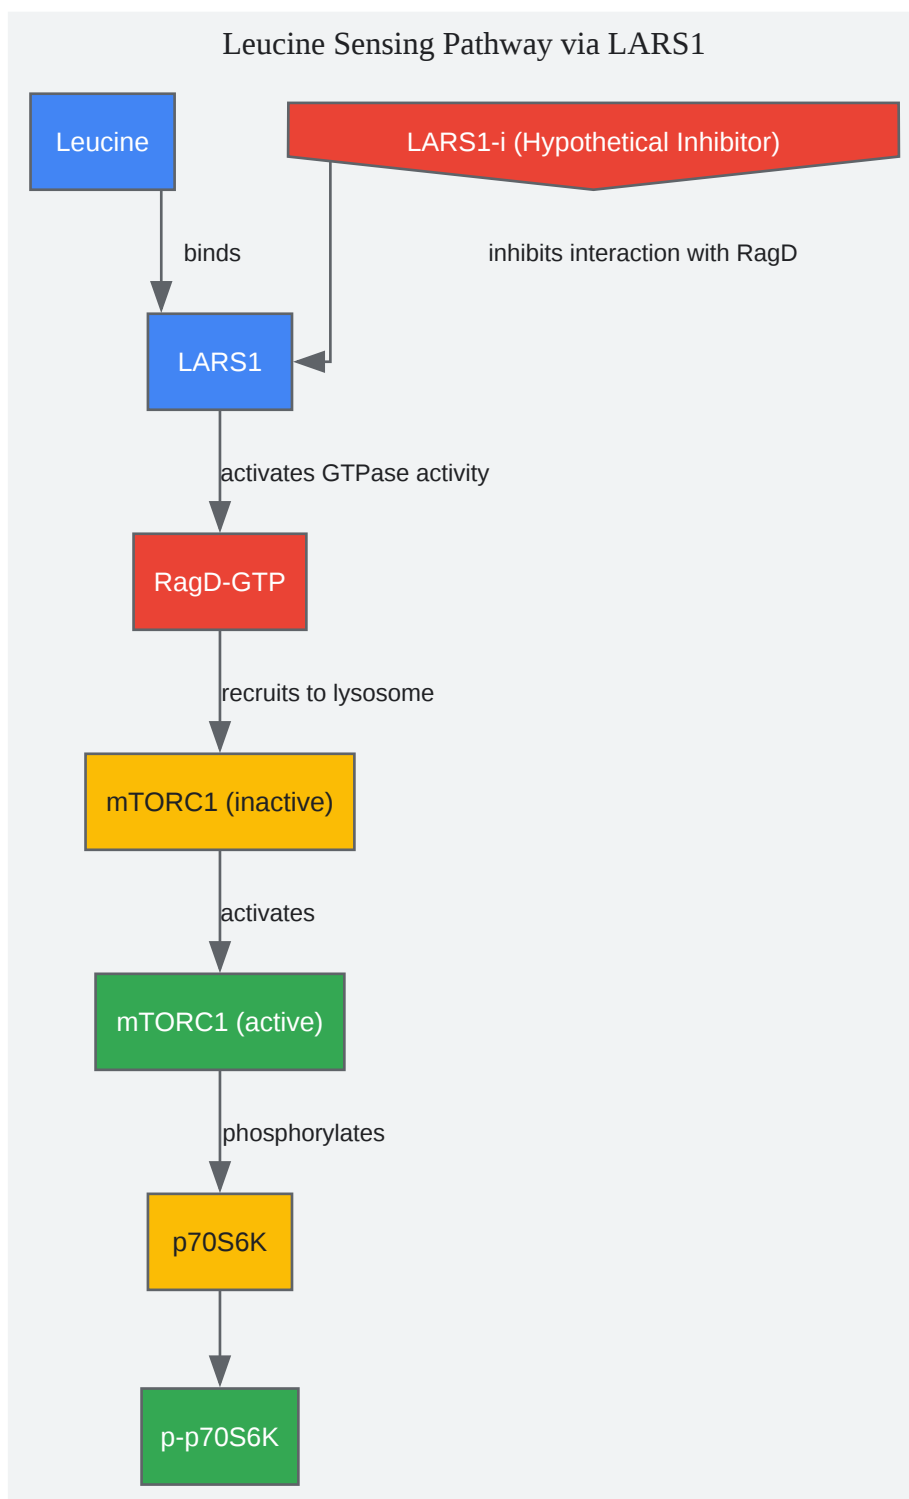 Leucine Sensing Pathway via LARS1
Leucine
LARS1-i (Hypothetical Inhibitor)
binds
inhibits interaction with RagD
LARS1
activates GTPase activity
RagD-GTP
recruits to lysosome
mTORC1 (inactive)
activates
mTORC1 (active)
phosphorylates
p70S6K
p-p70S6K